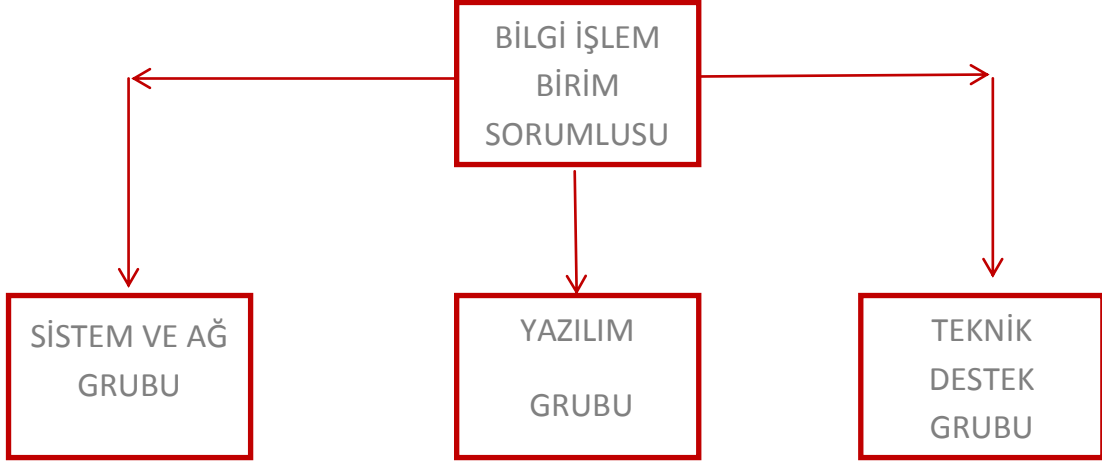 BİLGİ İŞLEM
BİRİM
SORUMLUSU
SİSTEM VE AĞ
GRUBU
YAZILIM
GRUBU
TEKNİK
DESTEK
GRUBU